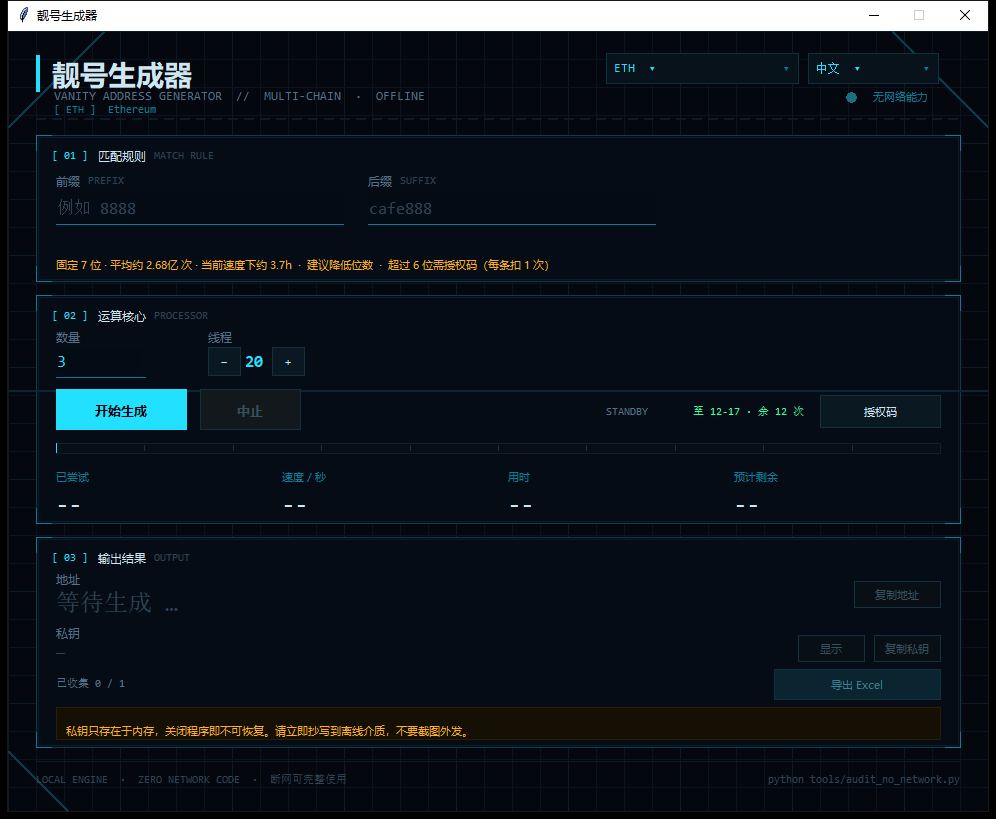 靓号生成器
靓号生成器
ETH
中文
VANITY ADDRESS GENERATOR // MULTI-CHAIN · OFFLINE
无网络能力
[ ETH ] Ethereum
[ 01 ] 匹配规则 MATCH RULE
前缀 PREFIX
后缀 SUFFIX
例如 8888
cafe888
固定 7 位 · 平均约 2.68亿 次 · 当前速度下约 3.7h · 建议降低位数 · 超过 6 位需授权码（每条扣 1 次）
[ 02 ] 运算核心 PROCESSOR
数量
线程
3
− 20 +
开始生成
中止
STANDBY
至 12-17 · 余 12 次
授权码
已尝试
速度 / 秒
用时
预计剩余
--
--
--
--
[ 03 ] 输出结果 OUTPUT
地址
等待生成 …
复制地址
私钥
—
显示
复制私钥
已收集 0 / 1
导出 Excel
私钥只存在于内存，关闭程序即不可恢复。请立即抄写到离线介质，不要截图外发。
LOCAL ENGINE · ZERO NETWORK CODE · 断网可完整使用
python tools/audit_no_network.py